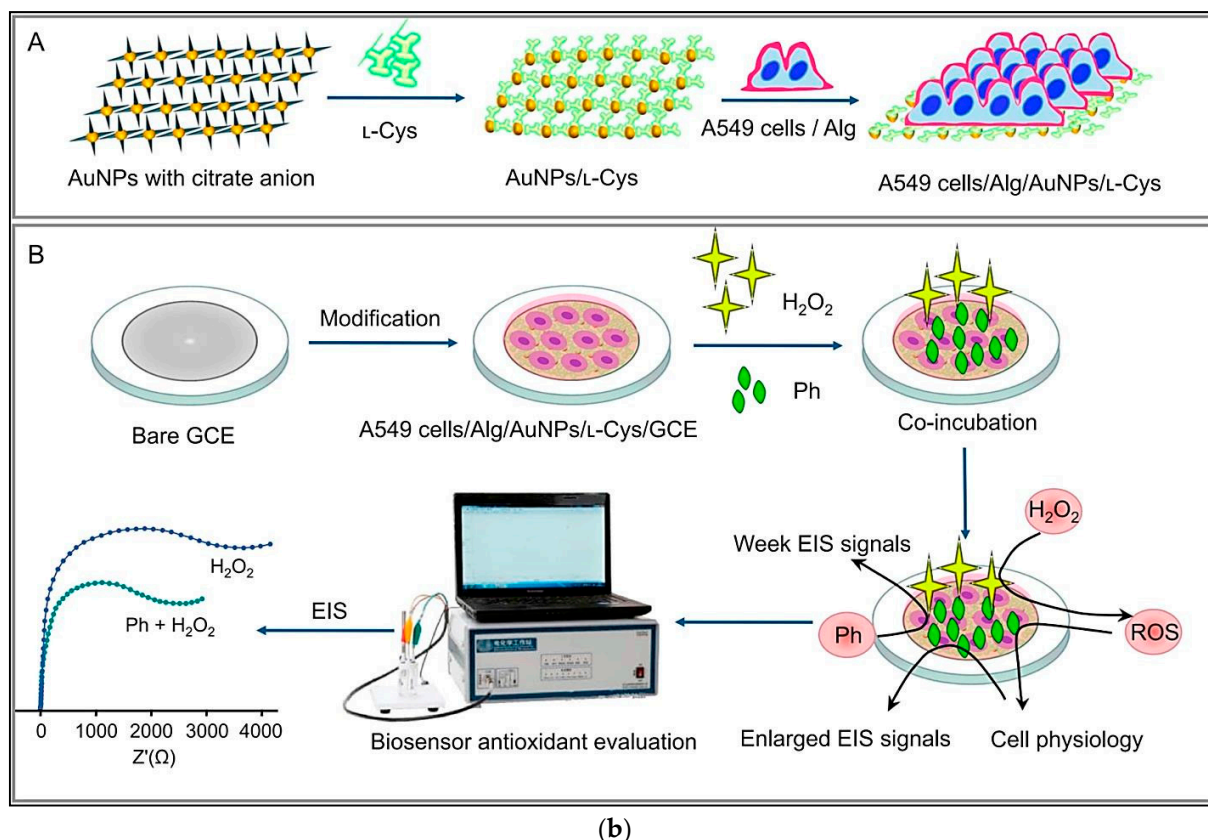 A
ʟ-Cys
A549 cells / Alg
AuNPs with citrate anion
AuNPs/ʟ-Cys
A549 cells/Alg/AuNPs/ʟ-Cys
B
Modification
H₂O₂
Ph
Bare GCE
A549 cells/Alg/AuNPs/ʟ-Cys/GCE
Co-incubation
H₂O₂
Week EIS signals
Ph
ROS
Enlarged EIS signals
Cell physiology
EIS
Biosensor antioxidant evaluation
H₂O₂
Ph + H₂O₂
0 1000 2000 3000 4000
Z'(Ω)
(b)